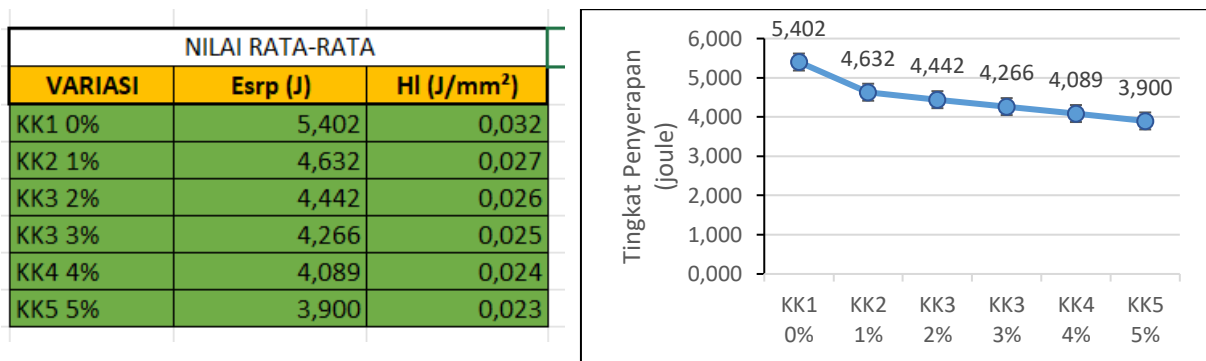 NILAI RATA-RATA
VARIASI Esrp (J) Hl (J/mm²)
KK1 0% 5,402 0,032
KK2 1% 4,632 0,027
KK3 2% 4,442 0,026
KK3 3% 4,266 0,025
KK4 4% 4,089 0,024
KK5 5% 3,900 0,023
Tingkat Penyerapan
(joule)
6,000
5,000
4,000
3,000
2,000
1,000
0,000
5,402
4,632
4,442
4,266
4,089
3,900
KK1 KK2 KK3 KK3 KK4 KK5
0% 1% 2% 3% 4% 5%